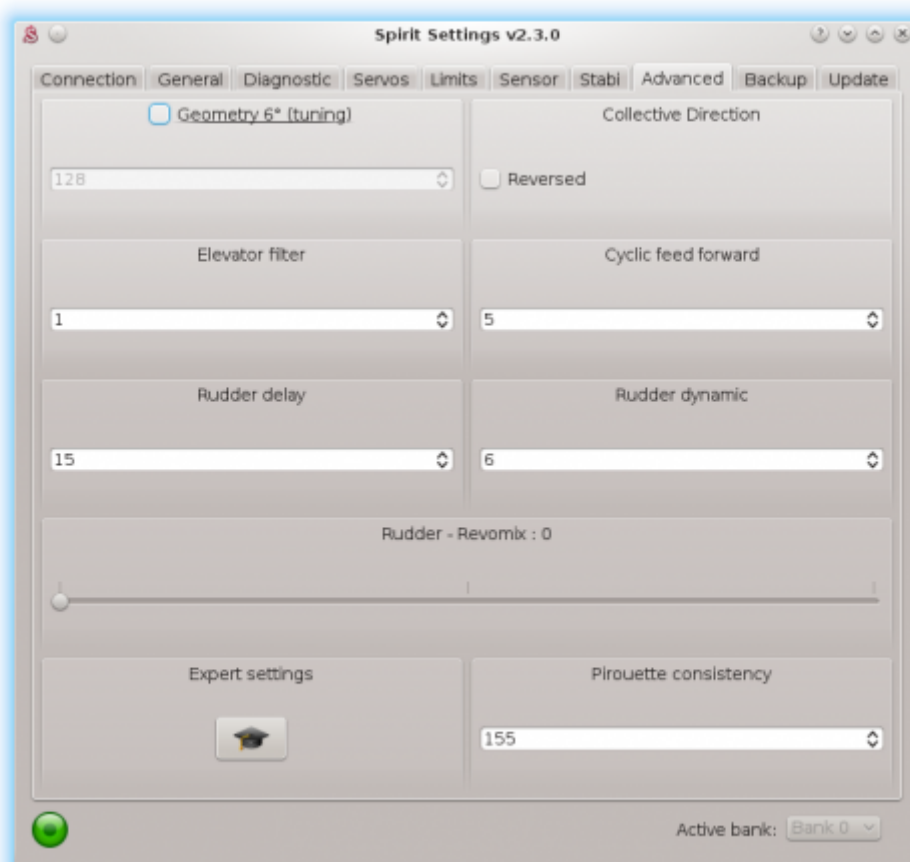 Spirit Settings v2.3.0
Connection General Diagnostic Servos Limits Sensor Stabi Advanced Backup Update
Geometry 6° (tuning)
Collective Direction
128
Reversed
Elevator filter
Cyclic feed forward
1
5
Rudder delay
Rudder dynamic
15
6
Rudder - Revomix : 0
Expert settings
Pirouette consistency
155
Active bank: Bank 0